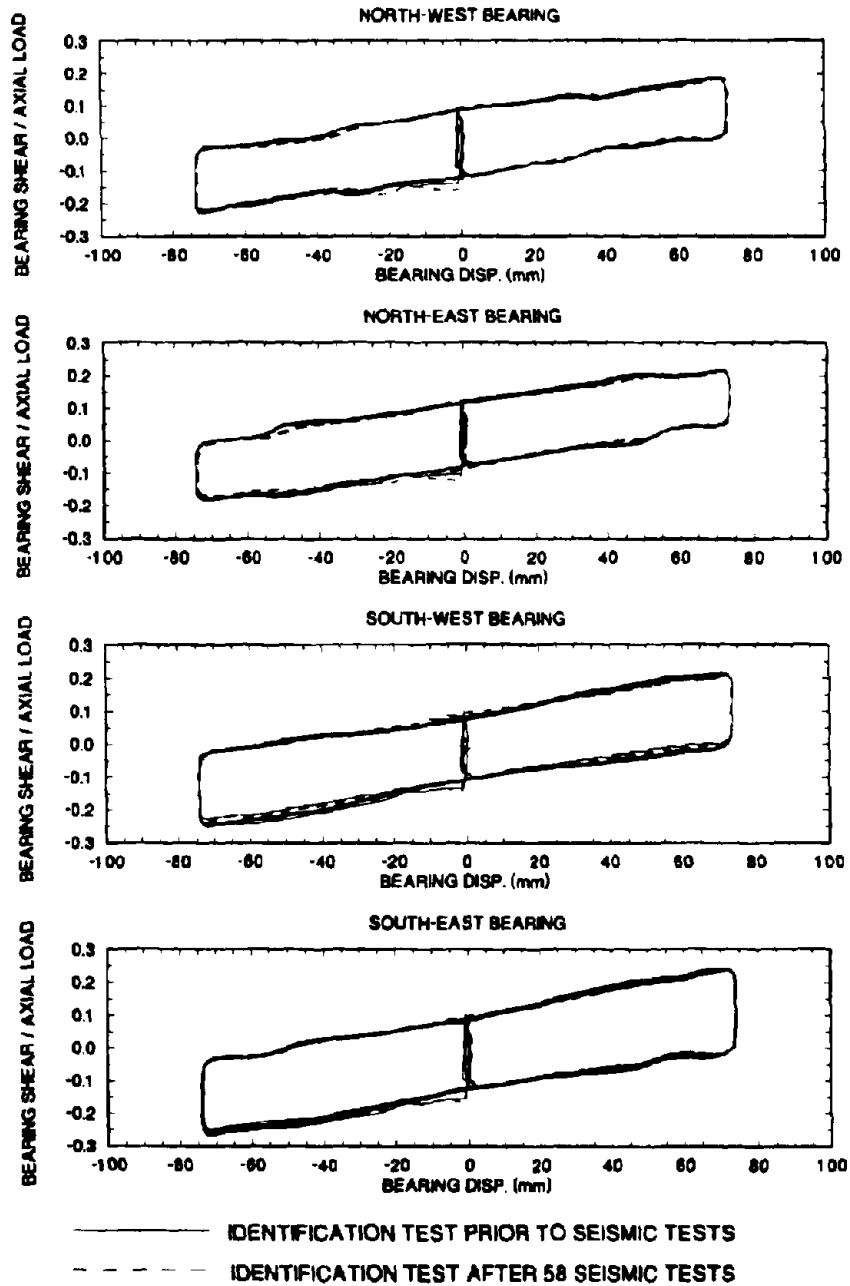 NORTH-WEST BEARING
BEARING SHEAR / AXIAL LOAD
0.3
0.2
0.1
0.0
-0.1
-0.2
-0.3
-100 -80 -60 -40 -20 0 20 40 60 80 100
BEARING DISP. (mm)
NORTH-EAST BEARING
BEARING SHEAR / AXIAL LOAD
0.3
0.2
0.1
0.0
-0.1
-0.2
-0.3
-100 -80 -60 -40 -20 0 20 40 60 80 100
BEARING DISP. (mm)
SOUTH-WEST BEARING
BEARING SHEAR / AXIAL LOAD
0.3
0.2
0.1
0.0
-0.1
-0.2
-0.3
-100 -80 -60 -40 -20 0 20 40 60 80 100
BEARING DISP. (mm)
SOUTH-EAST BEARING
BEARING SHEAR / AXIAL LOAD
0.3
0.2
0.1
0.0
-0.1
-0.2
-0.3
-100 -80 -60 -40 -20 0 20 40 60 80 100
BEARING DISP. (mm)
IDENTIFICATION TEST PRIOR TO SEISMIC TESTS
IDENTIFICATION TEST AFTER 58 SEISMIC TESTS